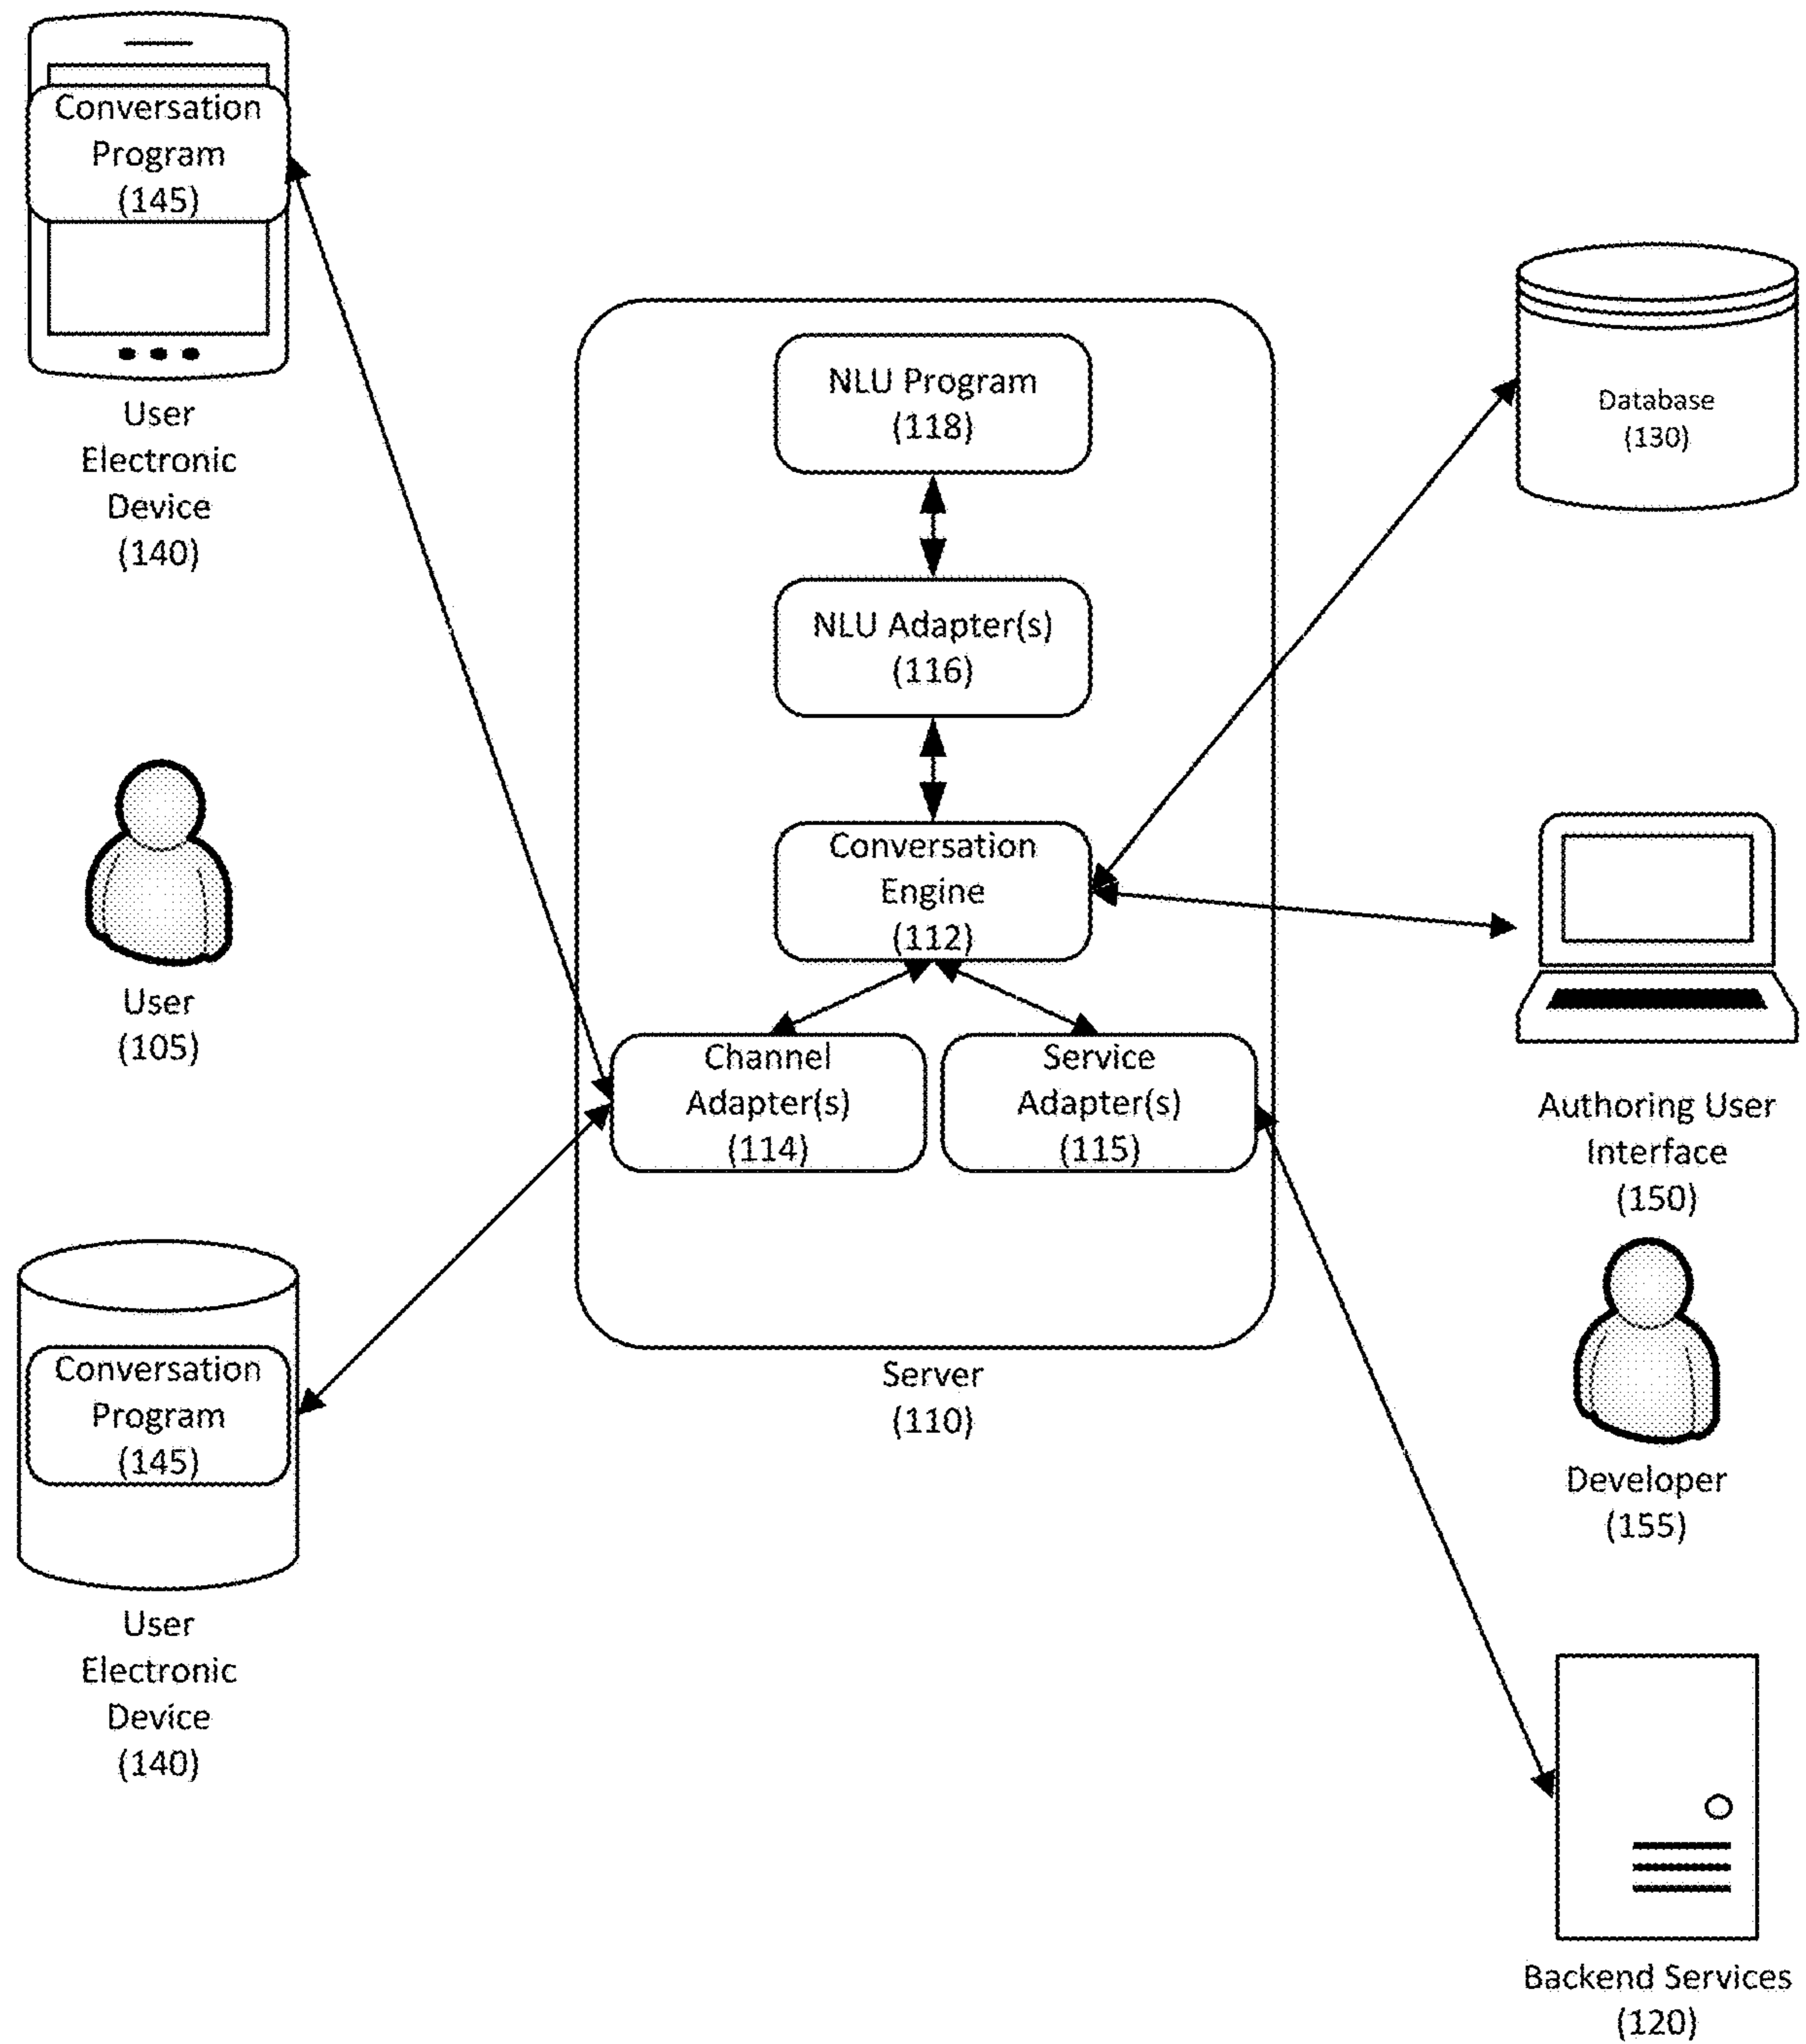 Conversation
Program
(145)
User
Electronic
Device
(140)
User
(105)
Conversation
Program
(145)
User
Electronic
Device
(140)
NLU Program
(118)
NLU Adapter(s)
(116)
Conversation
Engine
(112)
Channel
Adapter(s)
(114)
Service
Adapter(s)
(115)
Server
(110)
Database
(130)
Authoring User
Interface
(150)
Developer
(155)
Backend Services
(120)